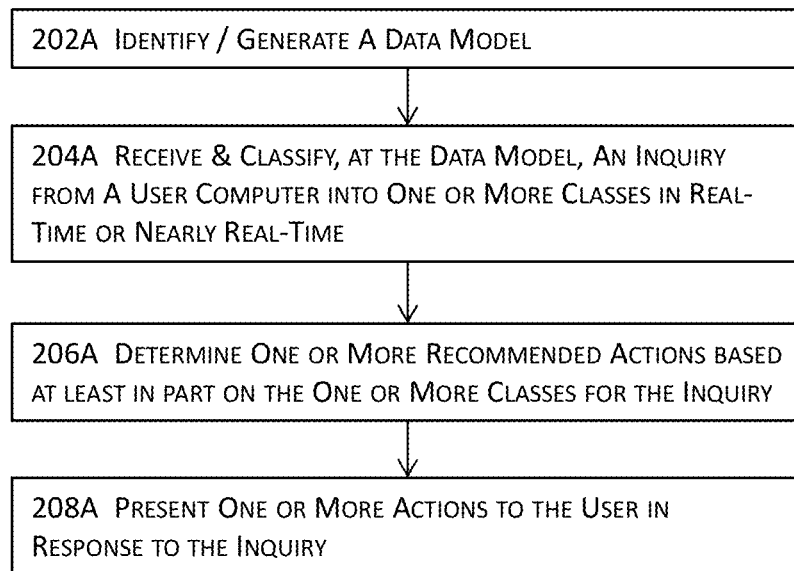 202A IDENTIFY / GENERATE A DATA MODEL
204A RECEIVE & CLASSIFY, AT THE DATA MODEL, AN INQUIRY
FROM A USER COMPUTER INTO ONE OR MORE CLASSES IN REAL-
TIME OR NEARLY REAL-TIME
206A DETERMINE ONE OR MORE RECOMMENDED ACTIONS BASED
AT LEAST IN PART ON THE ONE OR MORE CLASSES FOR THE INQUIRY
208A PRESENT ONE OR MORE ACTIONS TO THE USER IN
RESPONSE TO THE INQUIRY